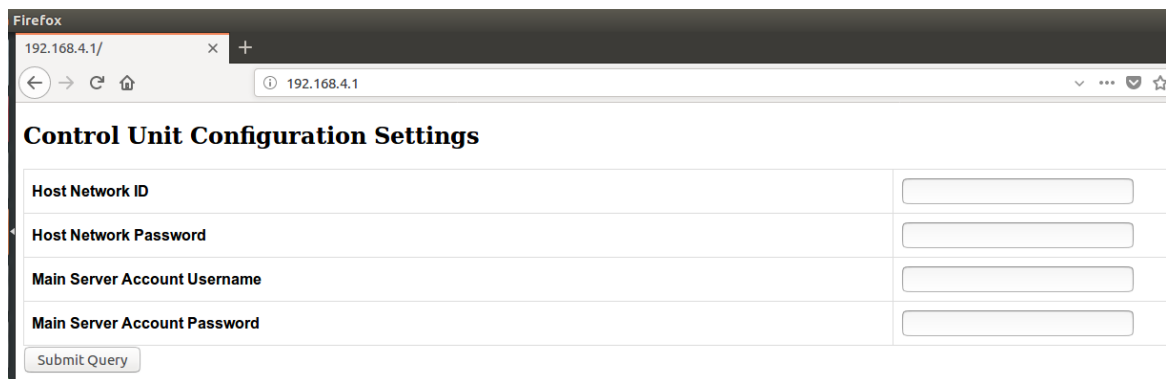 Firefox
192.168.4.1/
192.168.4.1
Control Unit Configuration Settings
Host Network ID
Host Network Password
Main Server Account Username
Main Server Account Password
Submit Query